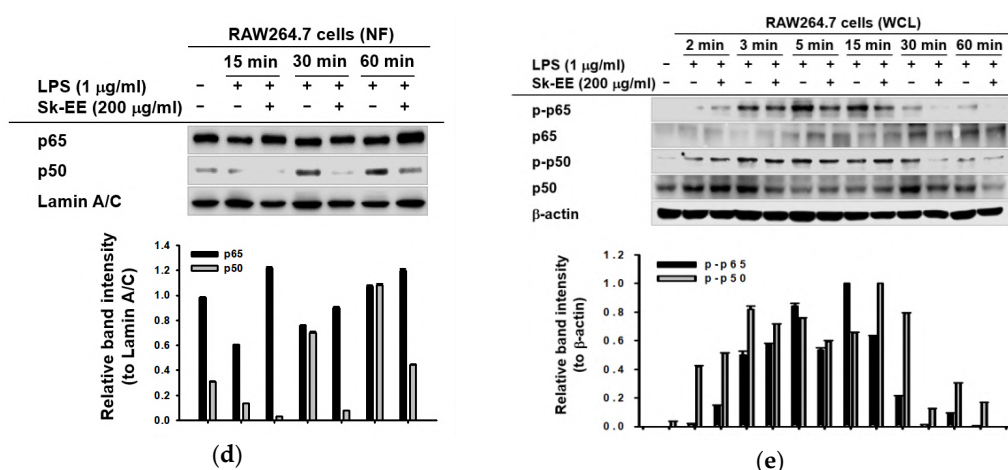 RAW264.7 cells (NF)
15 min 30 min 60 min
LPS (1 μg/ml) – + + + + + +
Sk-EE (200 μg/ml) – – + – + – +
p65
p50
Lamin A/C
Relative band intensity
(to Lamin A/C)
1.4
1.2
1.0
0.8
0.6
0.4
0.2
0.0
p65
p50
(d)
RAW264.7 cells (WCL)
2 min 3 min 5 min 15 min 30 min 60 min
LPS (1 μg/ml) – + + + + + + + + + + + +
Sk-EE (200 μg/ml) – – + – + – + – + – + – +
p-p65
p65
p-p50
p50
β-actin
Relative band intensity
(to β-actin)
1.2
1.0
0.8
0.6
0.4
0.2
0.0
p-p65
p-p50
(e)